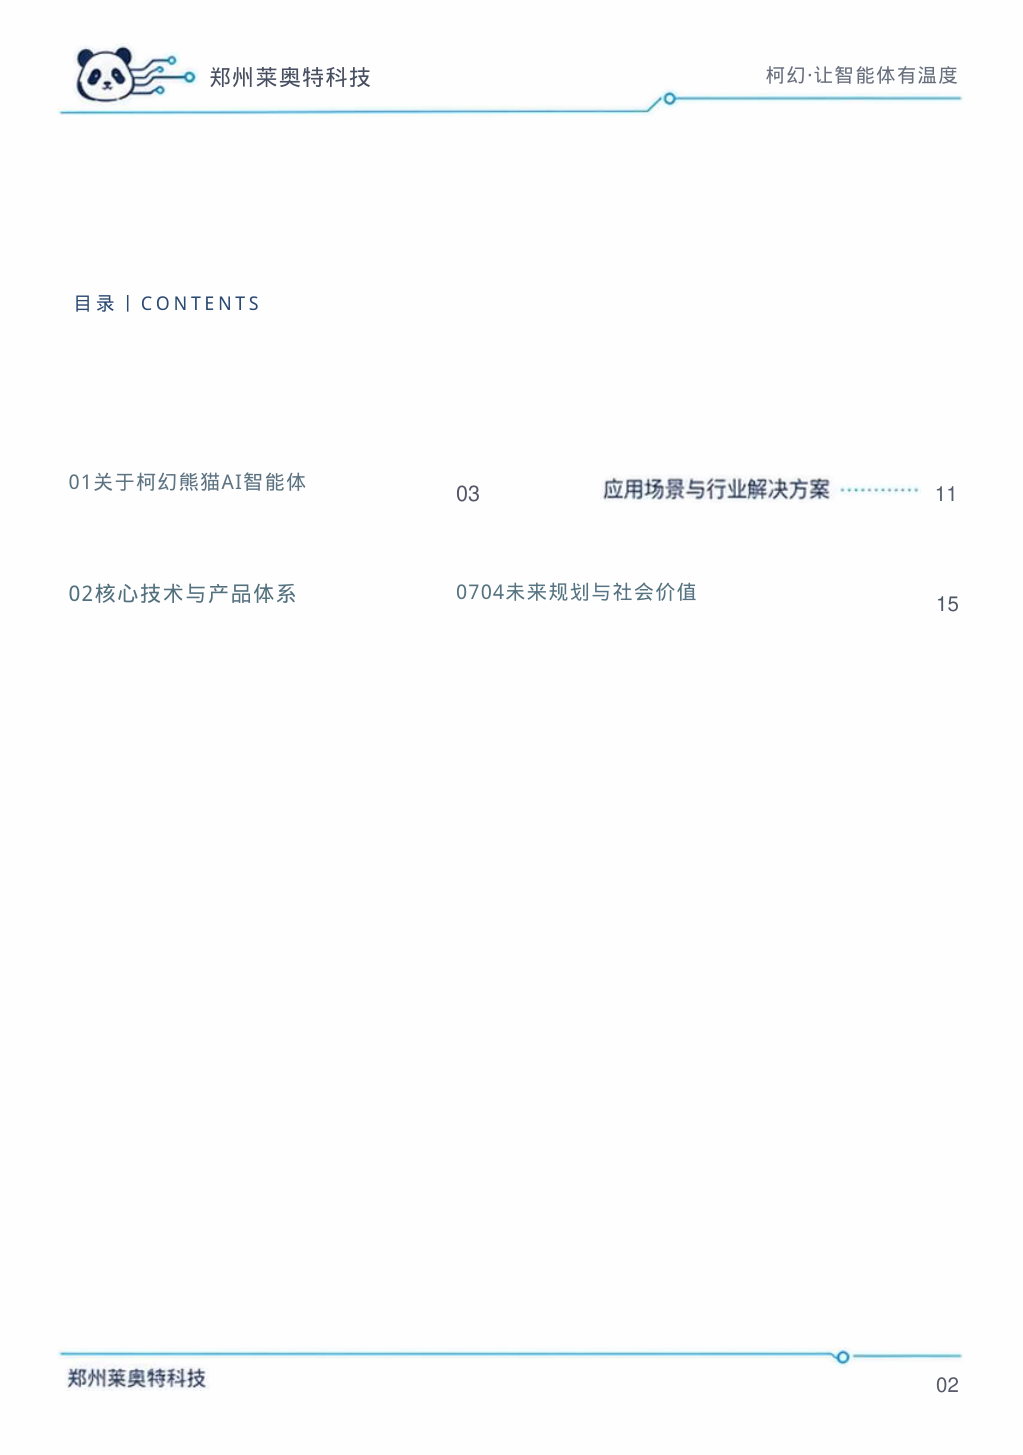 郑州莱奥特科技
柯幻·让智能体有温度
目录 | CONTENTS
01关于柯幻熊猫AI智能体 03
应用场景与行业解决方案 ············ 11
02核心技术与产品体系 0704未来规划与社会价值 15
郑州莱奥特科技
02